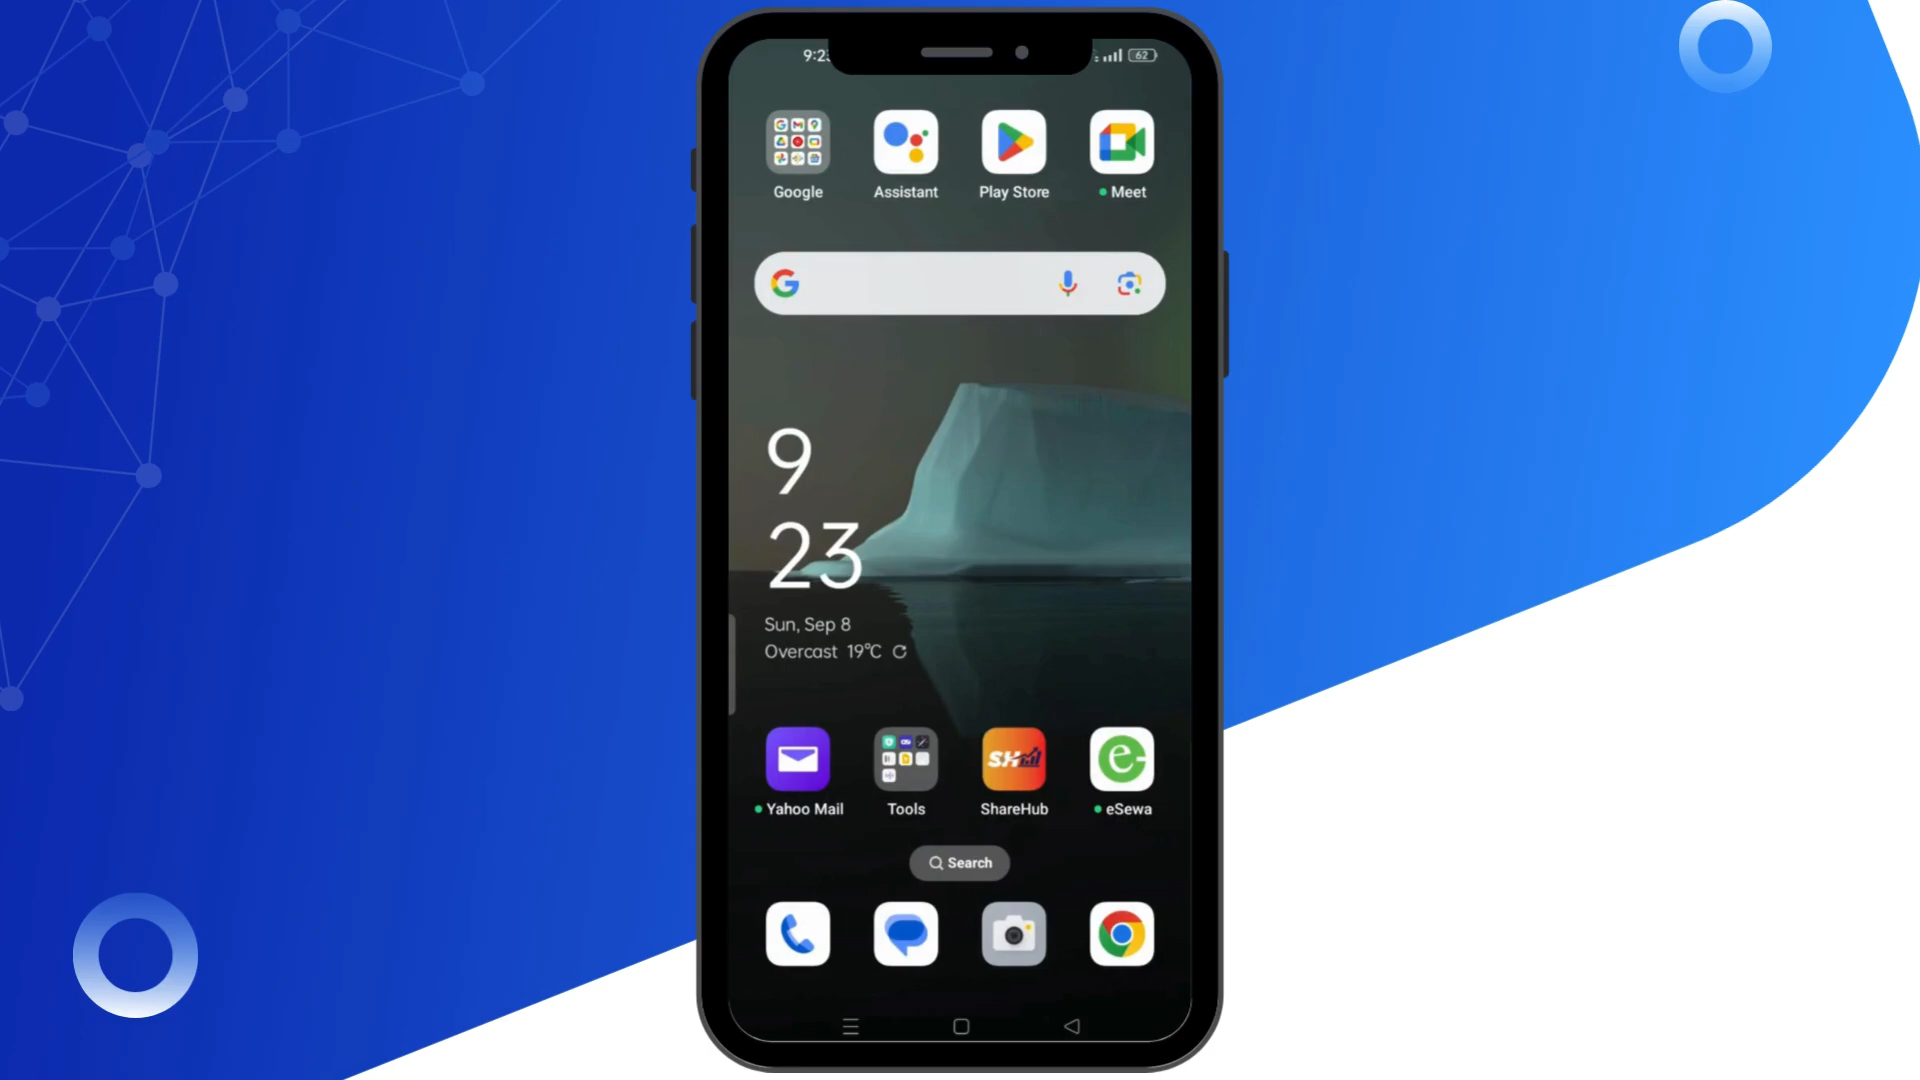 9:23
62
Google
Assistant
Play Store
Meet
9
23
Sun, Sep 8
Overcast 19°C
SH
Yahoo Mail
Tools
ShareHub
eSewa
Search